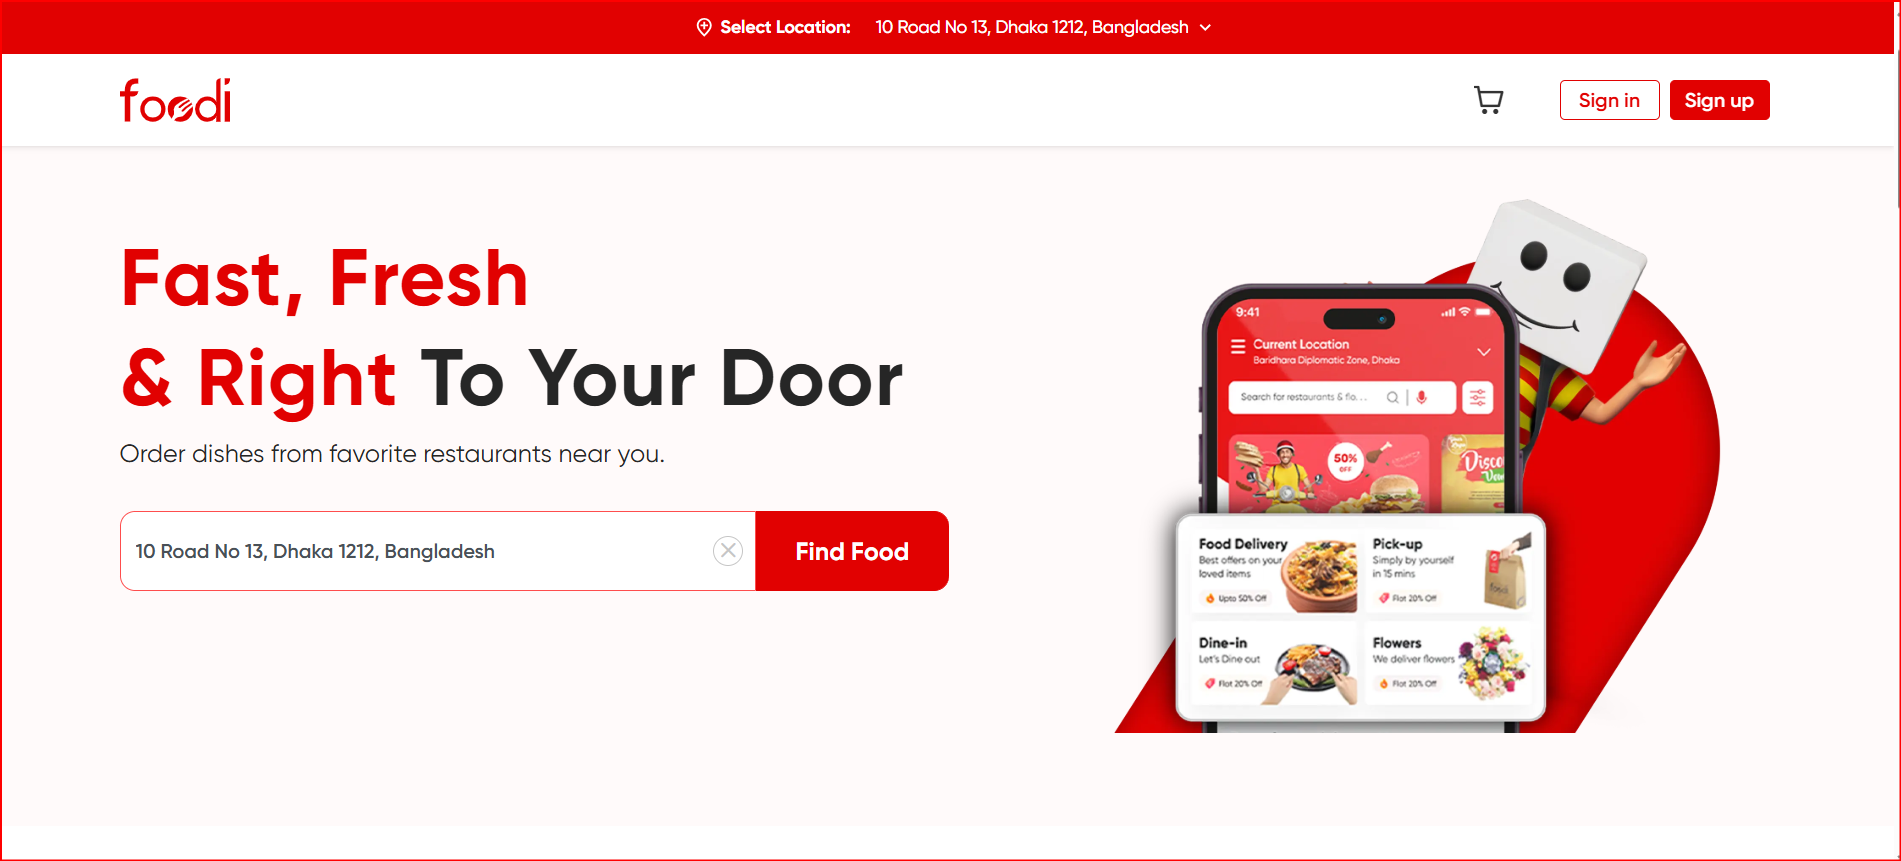 Select Location: 10 Road No 13, Dhaka 1212, Bangladesh
foodi
Sign in
Sign up
Fast, Fresh
& Right To Your Door
Order dishes from favorite restaurants near you.
10 Road No 13, Dhaka 1212, Bangladesh
Find Food
9:41
Current Location
Baridhara Diplomatic Zone, Dhaka
Search for restaurants & flo...
50%
OFF
Disco
Food Delivery
Best offers on your
loved items
Upto 50% Off
Pick-up
Simply by yourself
in 15 mins
Flat 20% Off
foodi
Dine-in
Let's Dine out
Flat 20% Off
Flowers
We deliver flowers
Flat 20% Off